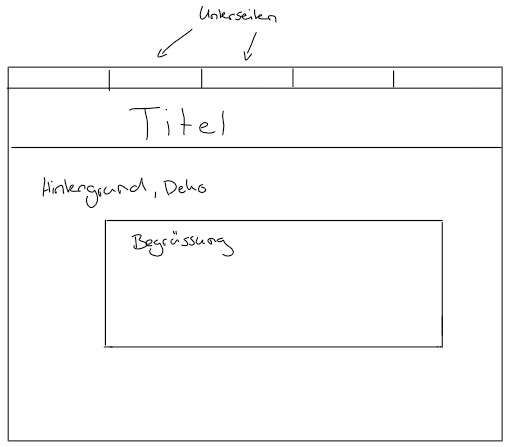 Unterseiten
Titel
Hintergrund, Deko
Begrüssung